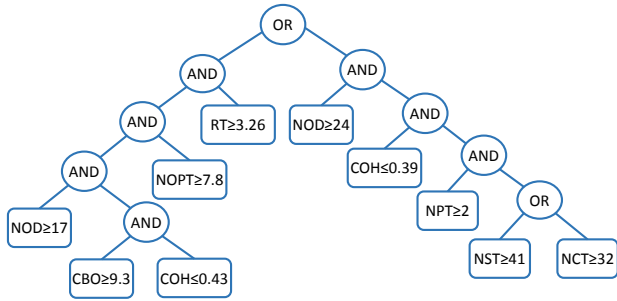 OR
AND
AND
AND
RT≥3.26
NOD≥24
AND
AND
NOPT≥7.8
COH≤0.39
AND
NOD≥17
AND
NPT≥2
OR
CBO≥9.3
COH≤0.43
NST≥41
NCT≥32